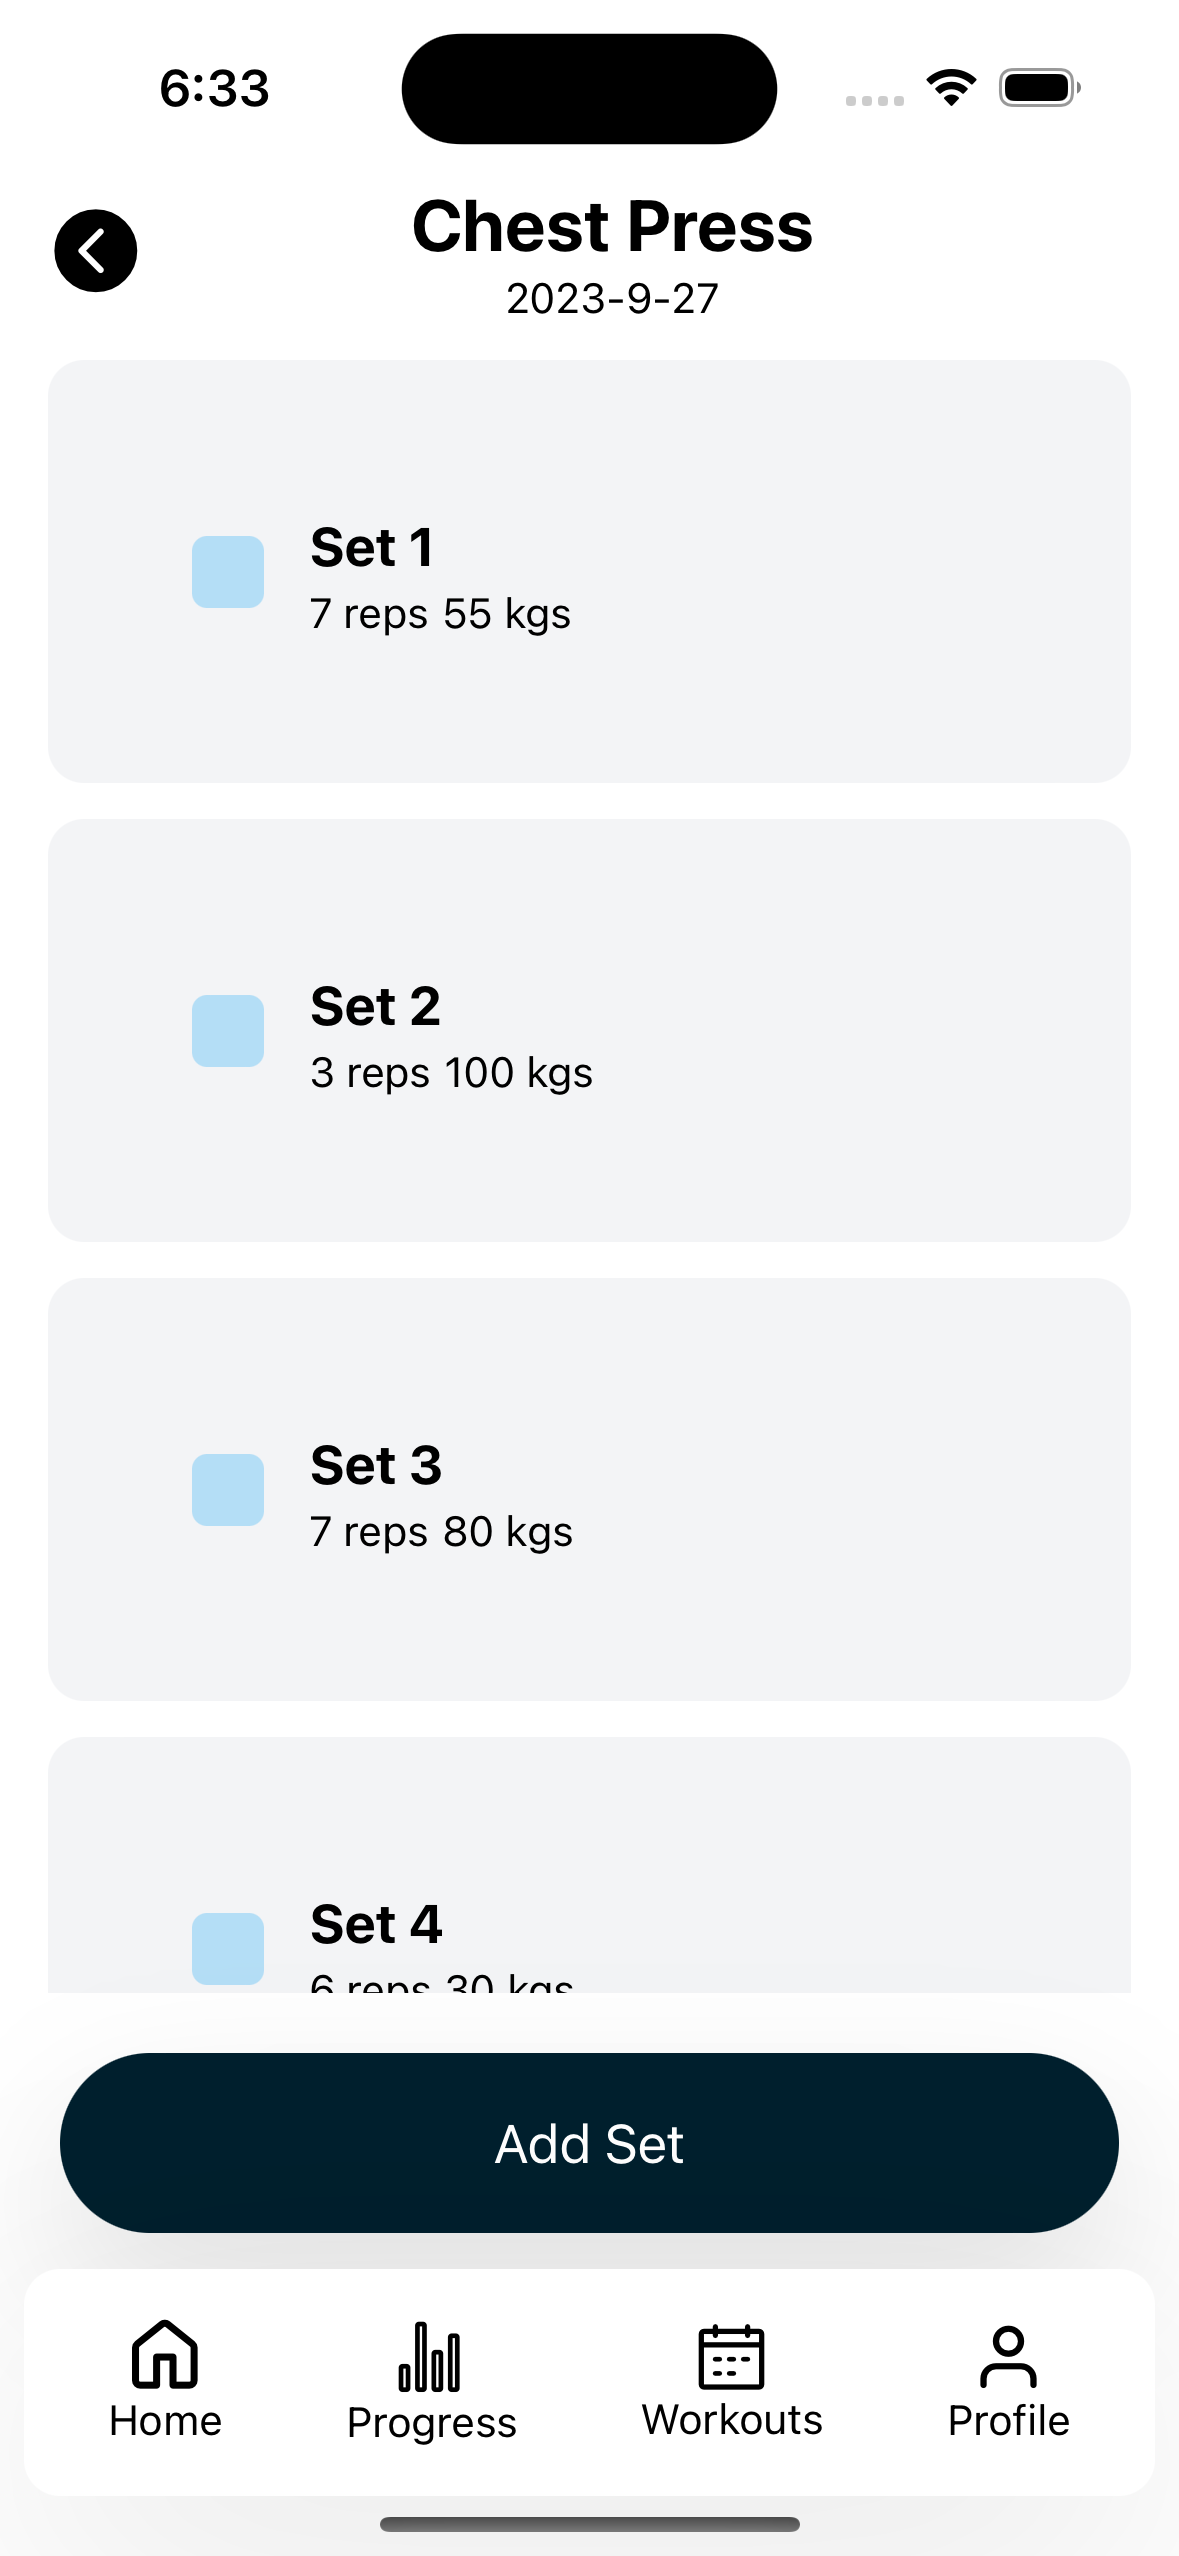 6:33
Chest Press
2023-9-27
Set 1
7 reps 55 kgs
Set 2
3 reps 100 kgs
Set 3
7 reps 80 kgs
Set 4
6 reps 30 kgs
Add Set
Home
Progress
Workouts
Profile